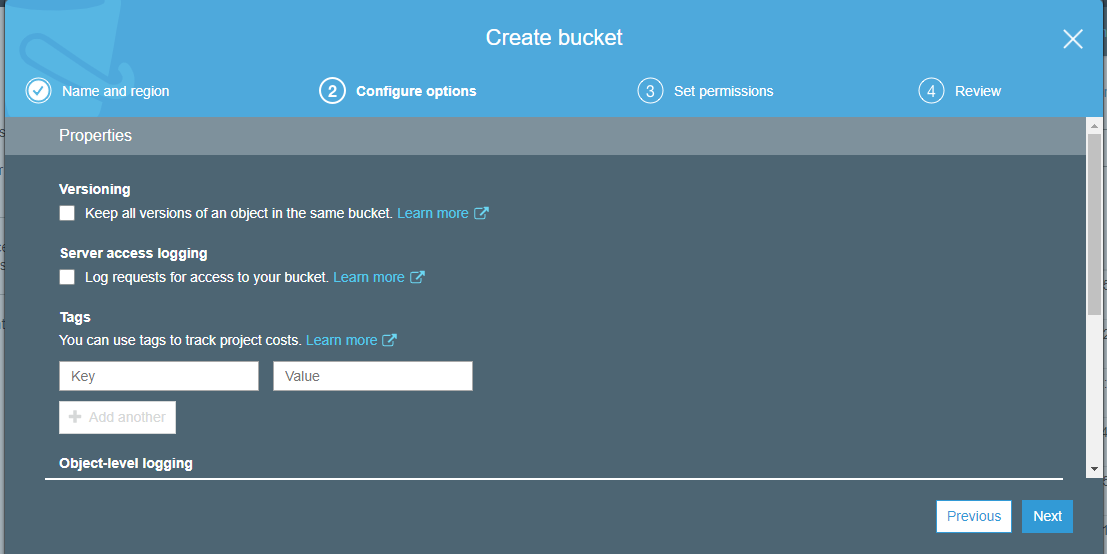 Create bucket
Name and region
2 Configure options
3 Set permissions
4 Review
Properties
Versioning
Keep all versions of an object in the same bucket. Learn more
Server access logging
Log requests for access to your bucket. Learn more
Tags
You can use tags to track project costs. Learn more
Key Value
Add another
Object-level logging
Previous Next